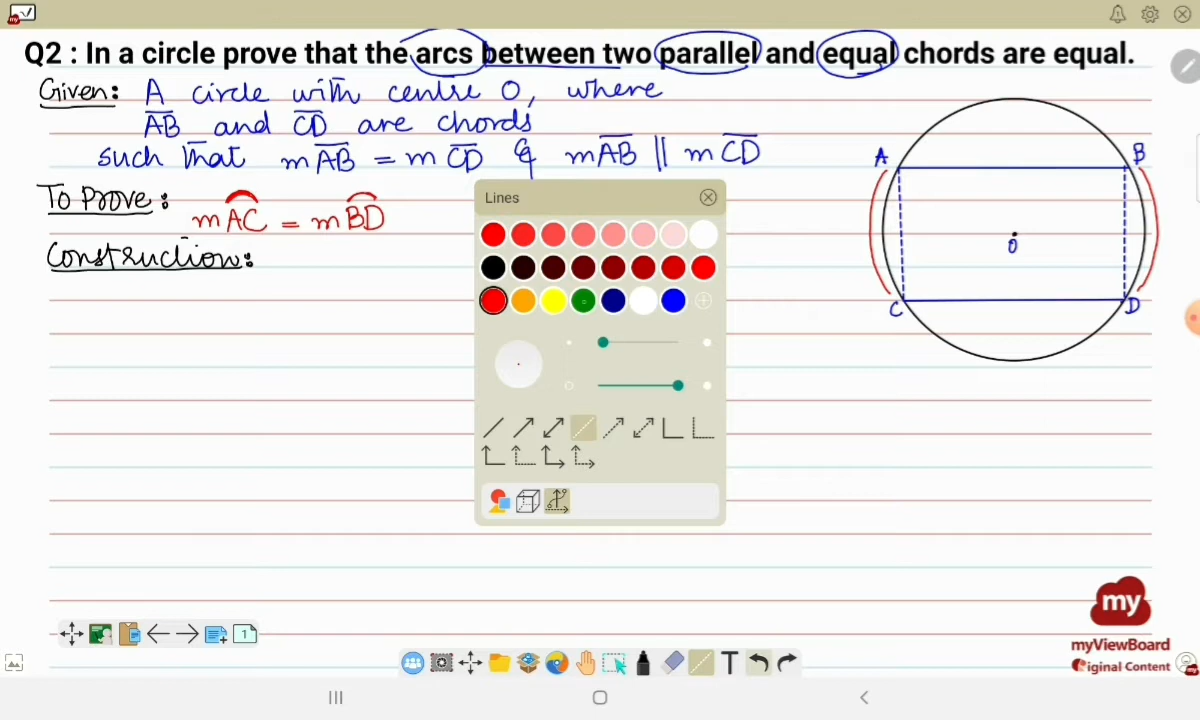 Q2 : In a circle prove that the arcs between two parallel and equal chords are equal.
Given: A circle with centre O, where
AB and CD are chords
such that mAB = m CD & mAB || mCD
To Prove:
mAC = mBD
Construction:
A
B
O
C
D
Lines
1
T
my
myViewBoard
Original Content